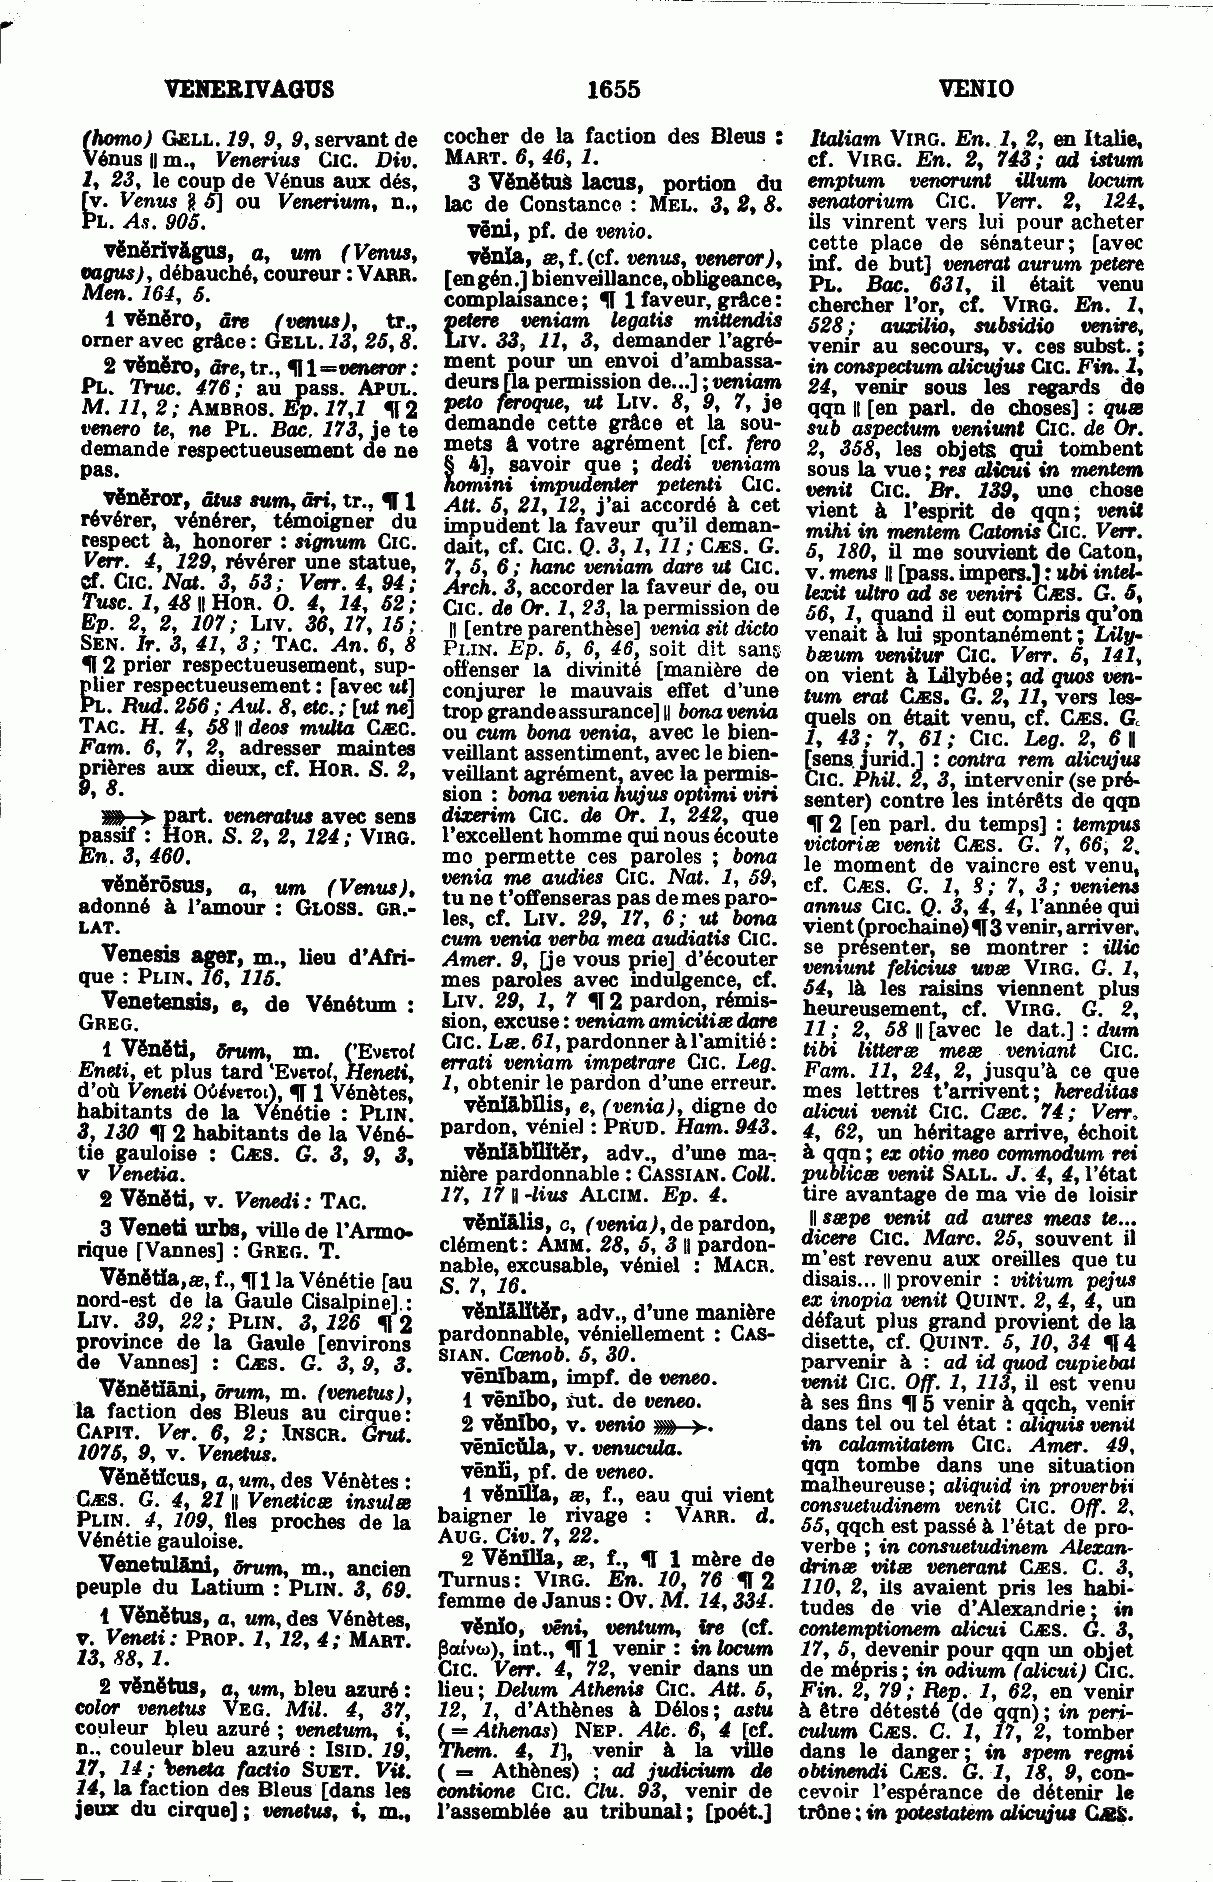 VENERIVAGUS
1655
VENIO
(homo) GELL. 19, 9, 9, servant de
Vénus || m., Venerius CIC. Div.
1, 23, le coup de Vénus aux dés,
[v. Venus § 5] ou Venerium, n.,
PL. As. 905.
vĕnĕrĭvăgus, a, um (Venus,
vagus), débauché, coureur : VARR.
Men. 164, 5.
1 vĕnĕro, āre (venus), tr.,
orner avec grâce : GELL. 13, 25, 8.
2 vĕnĕro, āre, tr., ¶ 1 = veneror :
PL. Truc. 476 ; au pass. APUL.
M. 11, 2 ; AMBROS. Ep. 17,1 ¶ 2
venero te, ne PL. Bac. 173, je te
demande respectueusement de ne
pas.
vĕnĕror, ātus sum, āri, tr., ¶ 1
révérer, vénérer, témoigner du
respect à, honorer : signum CIC.
Verr. 4, 129, révérer une statue,
cf. CIC. Nat. 3, 53 ; Verr. 4, 94 ;
Tusc. 1, 48 || HOR. O. 4, 14, 52 ;
Ep. 2, 2, 107 ; LIV. 36, 17, 15 ;
SEN. Ir. 3, 41, 3 ; TAC. An. 6, 8
¶ 2 prier respectueusement, sup-
plier respectueusement : [avec ut]
PL. Rud. 256 ; Aul. 8, etc. ; [ut ne]
TAC. H. 4, 58 || deos multa CÆC.
Fam. 6, 7, 2, adresser maintes
prières aux dieux, cf. HOR. S. 2,
9, 8.
part. veneratus avec sens
passif : HOR. S. 2, 2, 124 ; VIRG.
En. 3, 460.
vĕnĕrōsus, a, um (Venus),
adonné à l'amour : GLOSS. GR.-
LAT.
Venesis ager, m., lieu d'Afri-
que : PLIN. 16, 115.
Venetensis, e, de Vénétum :
GREG.
1 Vĕnĕti, ōrum, m. (Ἐνετοί
Eneti, et plus tard Ἑνετοί, Heneti,
d'où Veneti Οὐένετοι), ¶ 1 Vénètes,
habitants de la Vénétie : PLIN.
3, 130 ¶ 2 habitants de la Véné-
tie gauloise : CÆS. G. 3, 9, 3,
v Venetia.
2 Vĕnĕti, v. Venedi : TAC.
3 Veneti urbs, ville de l'Armo-
rique [Vannes] : GREG. T.
Vĕnĕtĭa, æ, f., ¶ 1 la Vénétie [au
nord-est de la Gaule Cisalpine] :
LIV. 39, 22 ; PLIN. 3, 126 ¶ 2
province de la Gaule [environs
de Vannes] : CÆS. G. 3, 9, 3.
Vĕnĕtĭāni, ōrum, m. (venetus),
la faction des Bleus au cirque :
CAPIT. Ver. 6, 2 ; INSCR. Grut.
1075, 9, v. Venetus.
Vĕnĕtĭcus, a, um, des Vénètes :
CÆS. G. 4, 21 || Veneticæ insulæ
PLIN. 4, 109, îles proches de la
Vénétie gauloise.
Venetulāni, ōrum, m., ancien
peuple du Latium : PLIN. 3, 69.
1 Vĕnĕtus, a, um, des Vénètes,
v. Veneti : PROP. 1, 12, 4 ; MART.
13, 88, 1.
2 vĕnĕtus, a, um, bleu azuré :
color venetus VEG. Mil. 4, 37,
couleur bleu azuré ; venetum, i,
n., couleur bleu azuré : ISID. 19,
17, 14 ; veneta factio SUET. Vit.
14, la faction des Bleus [dans les
jeux du cirque] ; venetus, i, m.,
cocher de la faction des Bleus :
MART. 6, 46, 1.
3 Vĕnĕtus lacus, portion du
lac de Constance : MEL. 3, 2, 8.
vēni, pf. de venio.
vĕnĭa, æ, f. (cf. venus, veneror),
[en gén.] bienveillance, obligeance,
complaisance ; ¶ 1 faveur, grâce :
petere veniam legatis mittendis
LIV. 33, 11, 3, demander l'agré-
ment pour un envoi d'ambassa-
deurs [la permission de...] ; veniam
peto feroque, ut LIV. 8, 9, 7, je
demande cette grâce et la sou-
mets à votre agrément [cf. fero
§ 4], savoir que ; dedi veniam
homini impudenter petenti CIC.
Att. 5, 21, 12, j'ai accordé à cet
impudent la faveur qu'il deman-
dait, cf. CIC. Q. 3, 1, 11 ; CÆS. G.
7, 5, 6 ; hanc veniam dare ut CIC.
Arch. 3, accorder la faveur de, ou
CIC. de Or. 1, 23, la permission de
|| [entre parenthèse] venia sit dicto
PLIN. Ep. 5, 6, 46, soit dit sans
offenser la divinité [manière de
conjurer le mauvais effet d'une
trop grande assurance] || bona venia
ou cum bona venia, avec le bien-
veillant assentiment, avec le bien-
veillant agrément, avec la permis-
sion : bona venia hujus optimi viri
dixerim CIC. de Or. 1, 242, que
l'excellent homme qui nous écoute
me permette ces paroles ; bona
venia me audies CIC. Nat. 1, 59,
tu ne t'offenseras pas de mes paro-
les, cf. LIV. 29, 17, 6 ; ut bona
cum venia verba mea audiatis CIC.
Amer. 9, [je vous prie] d'écouter
mes paroles avec indulgence, cf.
LIV. 29, 1, 7 ¶ 2 pardon, rémis-
sion, excuse : veniam amicitiæ dare
CIC. Læ. 61, pardonner à l'amitié :
errati veniam impetrare CIC. Leg.
1, obtenir le pardon d'une erreur.
vĕnĭābĭlis, e, (venia), digne de
pardon, véniel : PRUD. Ham. 943.
vĕnĭābĭlĭtĕr, adv., d'une ma-
nière pardonnable : CASSIAN. Coll.
17, 17 || -lius ALCIM. Ep. 4.
vĕnĭālis, e, (venia), de pardon,
clément : AMM. 28, 5, 3 || pardon-
nable, excusable, véniel : MACR.
S. 7, 16.
vĕnĭālĭtĕr, adv., d'une manière
pardonnable, véniellement : CAS-
SIAN. Cœnob. 5, 30.
vēnībam, impf. de veneo.
1 vēnībo, fut. de veneo.
2 vĕnībo, v. venio.
vēnīcŭla, v. venucula.
vēnĭi, pf. de veneo.
1 vĕnīlĭa, æ, f., eau qui vient
baigner le rivage : VARR. d.
AUG. Civ. 7, 22.
2 Vĕnīlĭa, æ, f., ¶ 1 mère de
Turnus : VIRG. En. 10, 76 ¶ 2
femme de Janus : OV. M. 14, 334.
vĕnĭo, vēni, ventum, īre (cf.
βαίνω), int., ¶ 1 venir : in locum
CIC. Verr. 4, 72, venir dans un
lieu ; Delum Athenis CIC. Att. 5,
12, 1, d'Athènes à Délos ; astu
( = Athenas) NEP. Alc. 6, 4 [cf.
Them. 4, 1], venir à la ville
( = Athènes) ; ad judicium de
contione CIC. Clu. 93, venir de
l'assemblée au tribunal ; [poét.]
Italiam VIRG. En. 1, 2, en Italie,
cf. VIRG. En. 2, 743 ; ad istum
emptum venerunt illum locum
senatorium CIC. Verr. 2, 124,
ils vinrent vers lui pour acheter
cette place de sénateur ; [avec
inf. de but] venerat aurum petere
PL. Bac. 631, il était venu
chercher l'or, cf. VIRG. En. 1,
528 ; auxilio, subsidio venire,
venir au secours, v. ces subst. ;
in conspectum alicujus CIC. Fin. 1,
24, venir sous les regards de
qqn || [en parl. de choses] : quæ
sub aspectum veniunt CIC. de Or.
2, 358, les objets qui tombent
sous la vue ; res alicui in mentem
venit CIC. Br. 139, une chose
vient à l'esprit de qqn ; venit
mihi in mentem Catonis CIC. Verr.
5, 180, il me souvient de Caton,
v. mens || [pass. impers.] : ubi intel-
lexit ultro ad se veniri CÆS. G. 5,
56, 1, quand il eut compris qu'on
venait à lui spontanément ; Lily-
bæum venitur CIC. Verr. 5, 141,
on vient à Lilybée ; ad quos ven-
tum erat CÆS. G. 2, 11, vers les-
quels on était venu, cf. CÆS. G.
1, 43 ; 7, 61 ; CIC. Leg. 2, 6 ||
[sens jurid.] : contra rem alicujus
CIC. Phil. 2, 3, intervenir (se pré-
senter) contre les intérêts de qqn
¶ 2 [en parl. du temps] : tempus
victoriæ venit CÆS. G. 7, 66, 2,
le moment de vaincre est venu,
cf. CÆS. G. 1, 8 ; 7, 3 ; veniens
annus CIC. Q. 3, 4, 4, l'année qui
vient (prochaine) ¶ 3 venir, arriver,
se présenter, se montrer : illic
veniunt felicius uvæ VIRG. G. 1,
54, là les raisins viennent plus
heureusement, cf. VIRG. G. 2,
11 ; 2, 58 || [avec le dat.] : dum
tibi litteræ meæ veniant CIC.
Fam. 11, 24, 2, jusqu'à ce que
mes lettres t'arrivent ; hereditas
alicui venit CIC. Cæc. 74 ; Verr.
4, 62, un héritage arrive, échoit
à qqn ; ex otio meo commodum rei
publicæ venit SALL. J. 4, 4, l'état
tire avantage de ma vie de loisir
|| sæpe venit ad aures meas te...
dicere CIC. Marc. 25, souvent il
m'est revenu aux oreilles que tu
disais... || provenir : vitium pejus
ex inopia venit QUINT. 2, 4, 4, un
défaut plus grand provient de la
disette, cf. QUINT. 5, 10, 34 ¶ 4
parvenir à : ad id quod cupiebat
venit CIC. Off. 1, 113, il est venu
à ses fins ¶ 5 venir à qqch, venir
dans tel ou tel état : aliquis venit
in calamitatem CIC. Amer. 49,
qqn tombe dans une situation
malheureuse ; aliquid in proverbii
consuetudinem venit CIC. Off. 2,
55, qqch est passé à l'état de pro-
verbe ; in consuetudinem Alexan-
drinæ vitæ venerant CÆS. C. 3,
110, 2, ils avaient pris les habi-
tudes de vie d'Alexandrie ; in
contemptionem alicui CÆS. G. 3,
17, 5, devenir pour qqn un objet
de mépris ; in odium (alicui) CIC.
Fin. 2, 79 ; Rep. 1, 62, en venir
à être détesté (de qqn) ; in peri-
culum CÆS. C. 1, 17, 2, tomber
dans le danger ; in spem regni
obtinendi CÆS. G. 1, 18, 9, con-
cevoir l'espérance de détenir le
trône ; in potestatem alicujus CÆS.